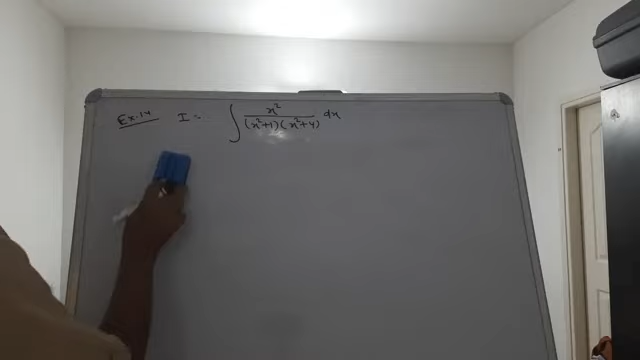 Ex.14 I = ∫ x² / (x²+1)(x²+4) dx